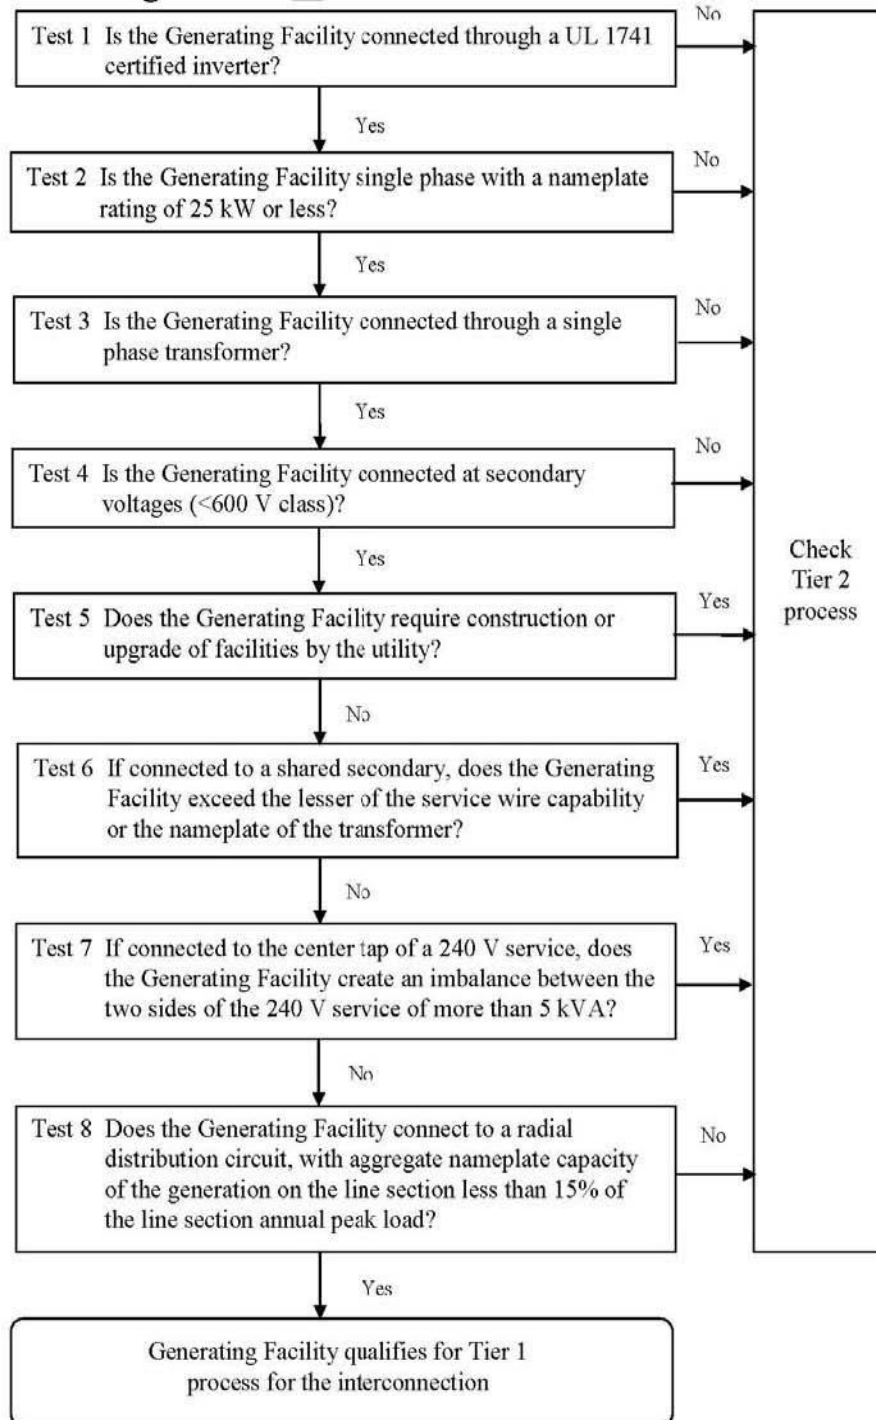 No
Test 1 Is the Generating Facility connected through a UL 1741
certified inverter?
Yes
No
Test 2 Is the Generating Facility single phase with a nameplate
rating of 25 kW or less?
Yes
No
Test 3 Is the Generating Facility connected through a single
phase transformer?
Yes
No
Test 4 Is the Generating Facility connected at secondary
voltages (<600 V class)?
Yes
Check
Tier 2
process
Yes
Test 5 Does the Generating Facility require construction or
upgrade of facilities by the utility?
No
Yes
Test 6 If connected to a shared secondary, does the Generating
Facility exceed the lesser of the service wire capability
or the nameplate of the transformer?
No
Yes
Test 7 If connected to the center tap of a 240 V service, does
the Generating Facility create an imbalance between the
two sides of the 240 V service of more than 5 kVA?
No
No
Test 8 Does the Generating Facility connect to a radial
distribution circuit, with aggregate nameplate capacity
of the generation on the line section less than 15% of
the line section annual peak load?
Yes
Generating Facility qualifies for Tier 1
process for the interconnection